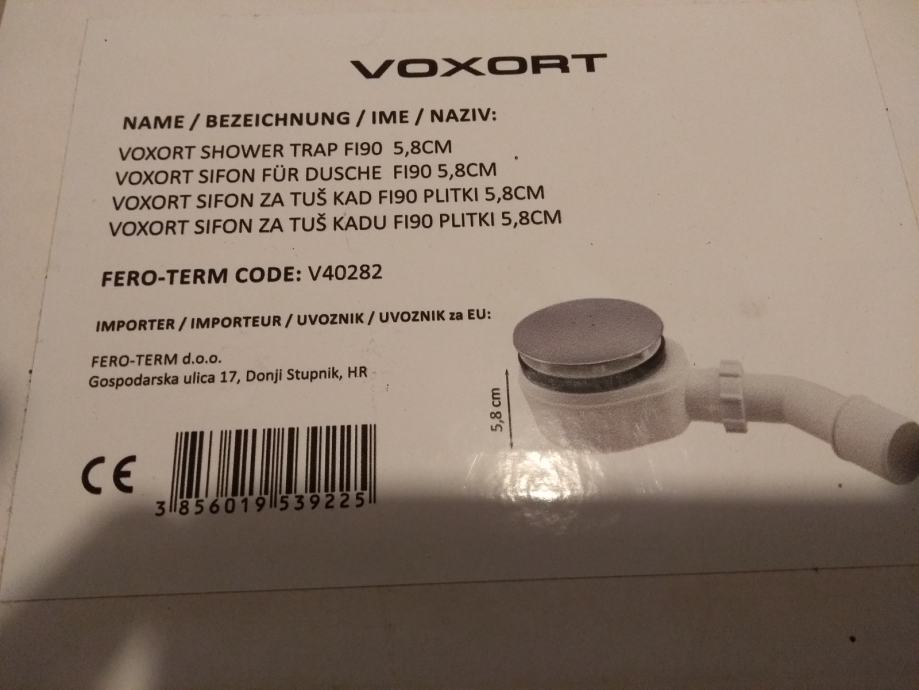 VOXORT
NAME / BEZEICHNUNG / IME / NAZIV:
VOXORT SHOWER TRAP FI90 5,8CM
VOXORT SIFON FÜR DUSCHE FI90 5,8CM
VOXORT SIFON ZA TUŠ KAD FI90 PLITKI 5,8CM
VOXORT SIFON ZA TUŠ KADU FI90 PLITKI 5,8CM
FERO-TERM CODE: V40282
IMPORTER / IMPORTEUR / UVOZNIK / UVOZNIK za EU:
FERO-TERM d.o.o.
Gospodarska ulica 17, Donji Stupnik, HR
5,8 cm
CE
3 856019 539225